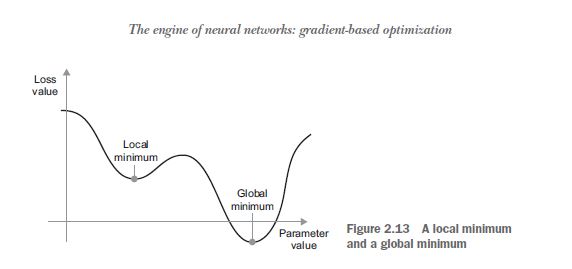 The engine of neural networks: gradient-based optimization
Loss
value
Local
minimum
Global
minimum
Parameter
value
Figure 2.13 A local minimum
and a global minimum